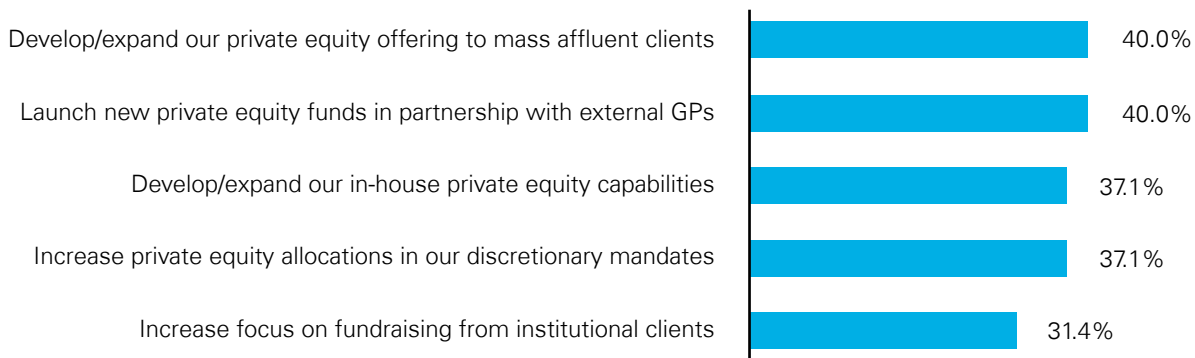 Develop/expand our private equity offering to mass affluent clients 40.0%
Launch new private equity funds in partnership with external GPs 40.0%
Develop/expand our in-house private equity capabilities 37.1%
Increase private equity allocations in our discretionary mandates 37.1%
Increase focus on fundraising from institutional clients 31.4%